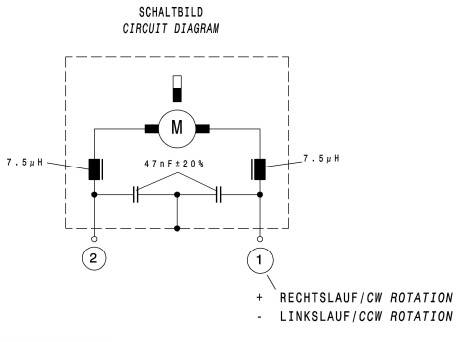 SCHALTBILD
CIRCUIT DIAGRAM
M
7.5µH
47nF±20%
7.5µH
2
1
+ RECHTSLAUF/CW ROTATION
- LINKSLAUF/CCW ROTATION